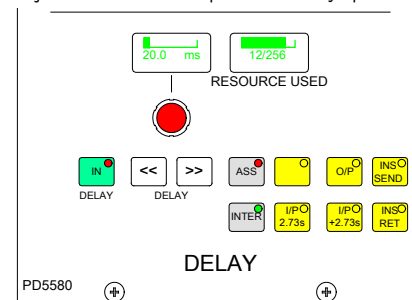 20.0 ms
12/256
RESOURCE USED
IN
<<
>>
ASS
O/P
INS
SEND
DELAY
DELAY
INTER
I/P
2.73s
I/P
+2.73s
INS
RET
DELAY
PD5580